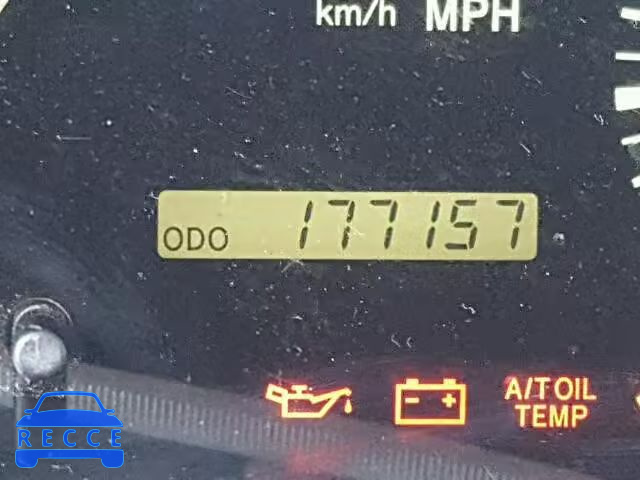 km/h MPH
ODO 177157
A/T OIL
TEMP
RECCE